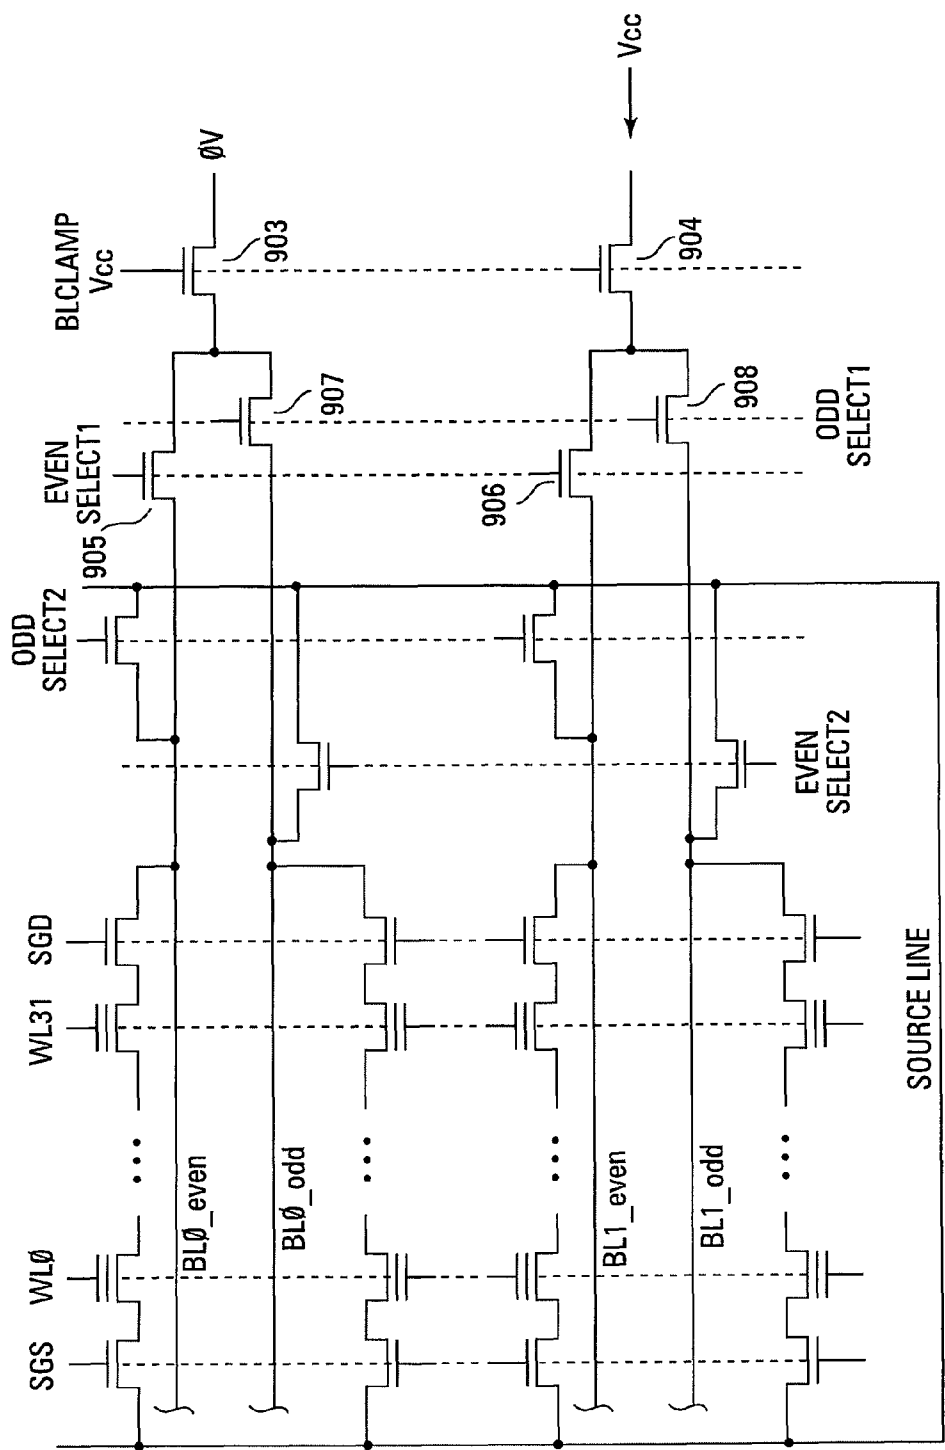 SGS
WLØ
WL31
SGD
ODD
SELECT2
EVEN
SELECT1
BLCLAMP
Vcc
ØV
905
903
907
BLØ_even
BLØ_odd
906
904
Vcc
908
BL1_even
BL1_odd
EVEN
SELECT2
ODD
SELECT1
SOURCE LINE